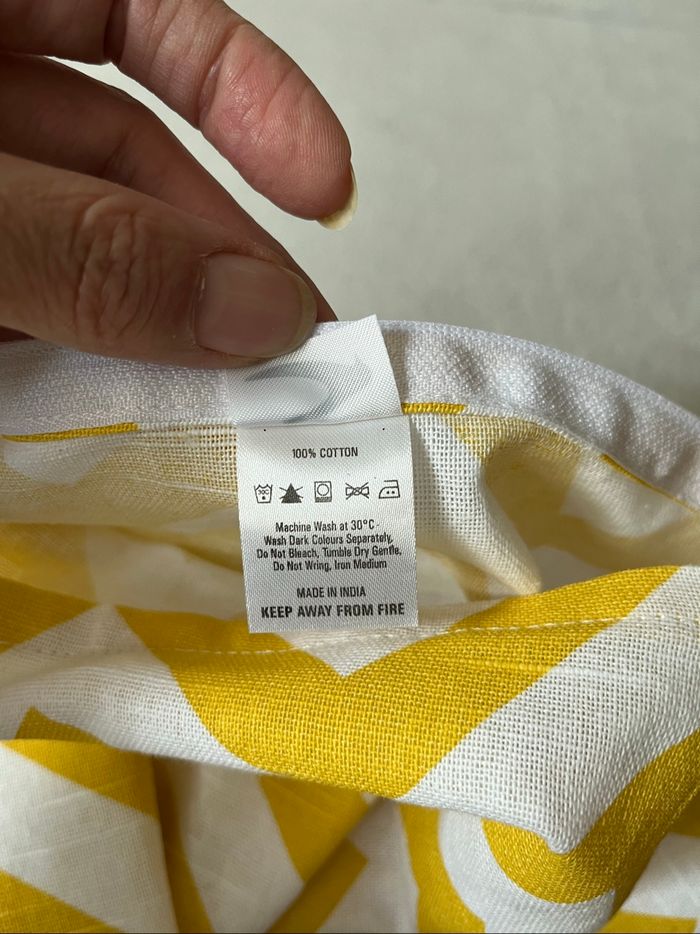 100% COTTON
30°
Machine Wash at 30°C-
Wash Dark Colours Separately,
Do Not Bleach, Tumble Dry Gentle,
Do Not Wring, Iron Medium
MADE IN INDIA
KEEP AWAY FROM FIRE